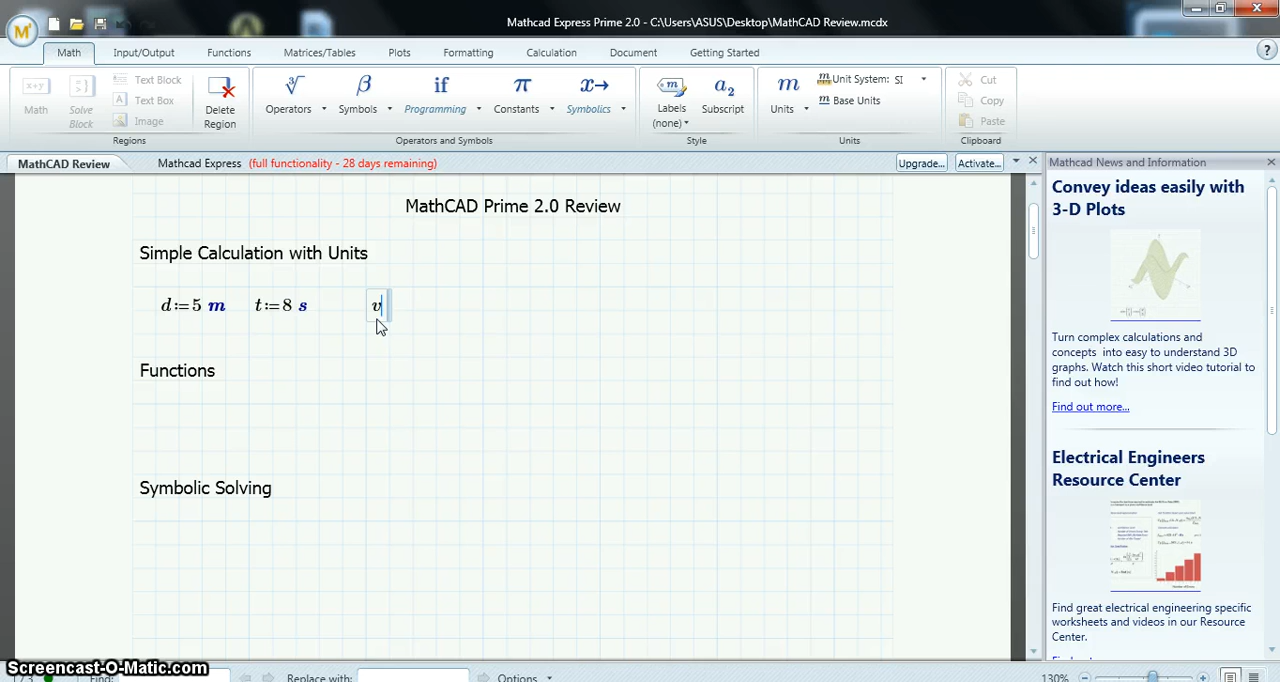 Mathcad Express Prime 2.0 - C:\Users\ASUS\Desktop\MathCAD Review.mcdx
Math Input/Output Functions Matrices/Tables Plots Formatting Calculation Document Getting Started
Math
Solve Block
Text Block
Text Box
Image
Delete Region
Regions
Operators
Symbols
if
Programming
π
Constants
Symbolics
Operators and Symbols
Labels (none)
Subscript
Style
Units
Unit System: SI
Base Units
Units
Cut
Copy
Paste
Clipboard
MathCAD Review
Mathcad Express (full functionality - 28 days remaining)
Upgrade...
Activate...
Mathcad News and Information
MathCAD Prime 2.0 Review
Simple Calculation with Units
d:=5 m t:=8 s v
Functions
Symbolic Solving
Convey ideas easily with
3-D Plots
Turn complex calculations and
concepts into easy to understand 3D
graphs. Watch this short video tutorial to
find out how!
Find out more...
Electrical Engineers
Resource Center
Find great electrical engineering specific
worksheets and videos in our Resource
Center.
Screencast-O-Matic.com
Find:
Replace with:
Options
130%